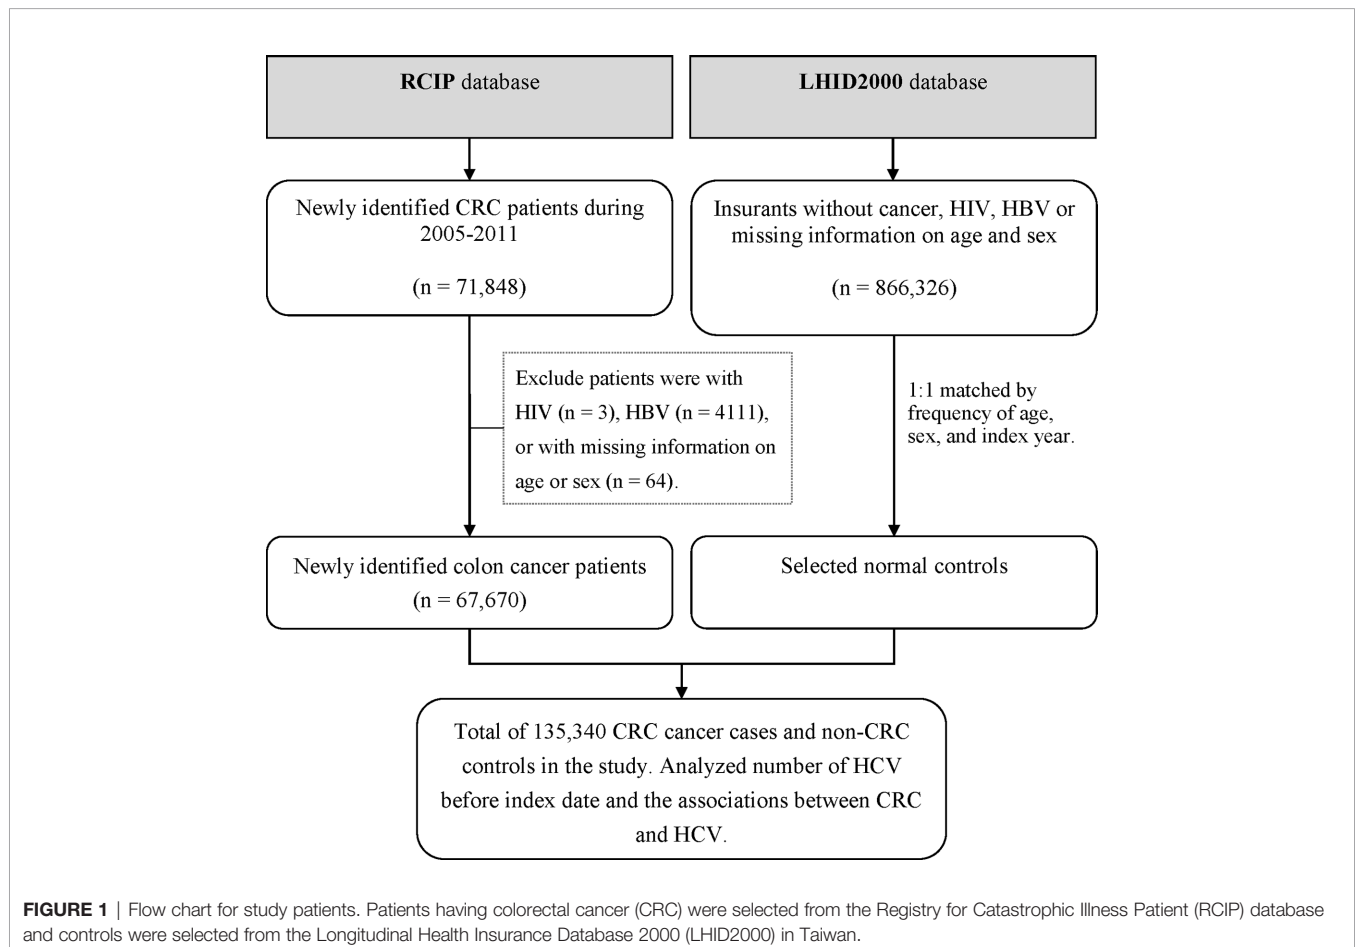 RCIP database
LHID2000 database
Newly identified CRC patients during
2005-2011
(n = 71,848)
Insurants without cancer, HIV, HBV or
missing information on age and sex
(n = 866,326)
Exclude patients were with
HIV (n = 3), HBV (n = 4111),
or with missing information on
age or sex (n = 64).
1:1 matched by
frequency of age,
sex, and index year.
Newly identified colon cancer patients
(n = 67,670)
Selected normal controls
Total of 135,340 CRC cancer cases and non-CRC
controls in the study. Analyzed number of HCV
before index date and the associations between CRC
and HCV.
FIGURE 1 | Flow chart for study patients. Patients having colorectal cancer (CRC) were selected from the Registry for Catastrophic Illness Patient (RCIP) database
and controls were selected from the Longitudinal Health Insurance Database 2000 (LHID2000) in Taiwan.